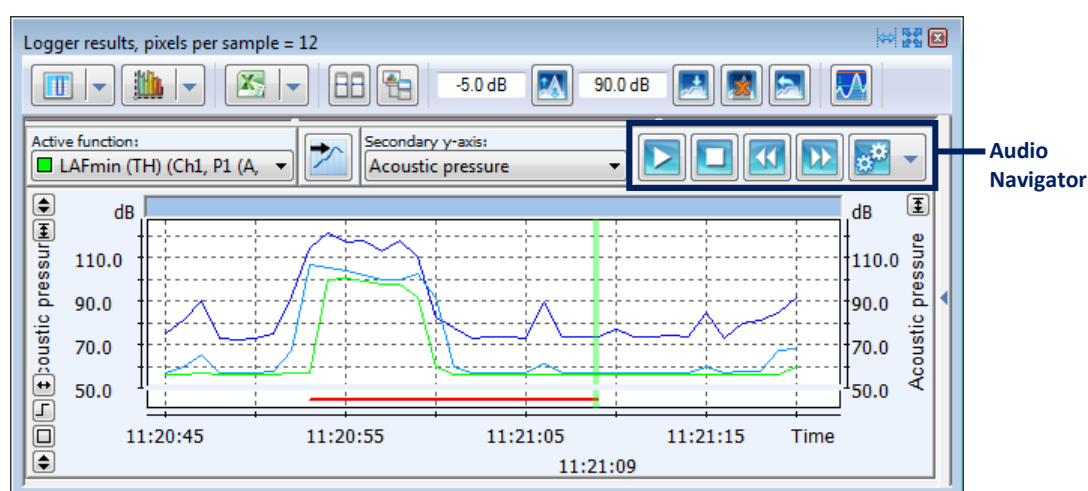 Logger results, pixels per sample = 12
-5.0 dB
90.0 dB
Active function:
LAFmin (TH) (Ch1, P1 (A,
Secondary y-axis:
Acoustic pressure
Audio
Navigator
dB
dB
Acoustic pressure
110.0
90.0
70.0
50.0
110.0
90.0
70.0
50.0
Acoustic pressure
11:20:45
11:20:55
11:21:05
11:21:15
Time
11:21:09